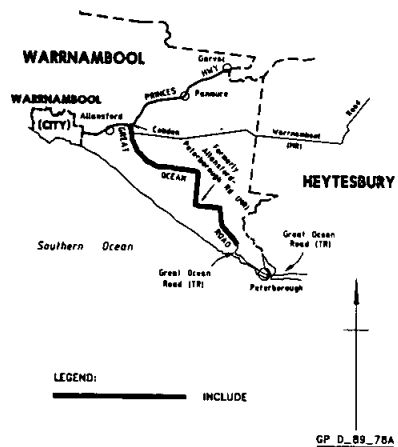 WARRNAMBOOL
Garvoc
HWY
PRINCES
Panmure
WARRNAMBOOL
(CITY)
Allansford
GREAT
Cobden
Warrnambool
(MR)
Road
Formerly
Allansford-
Peterborough Rd (MR)
OCEAN
ROAD
HEYTESBURY
Southern Ocean
Great Ocean
Road (TR)
Great Ocean
Road (TR)
Peterborough
LEGEND:
INCLUDE
GP D_89_78A